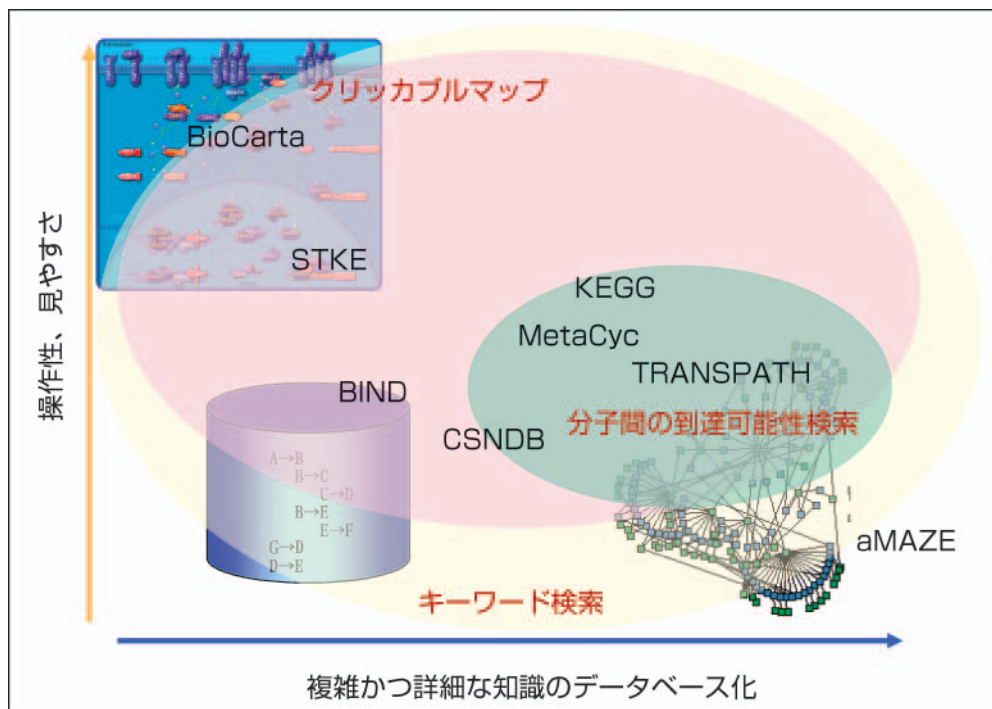 クリッカブルマップ
BioCarta
STKE
KEGG
MetaCyc
TRANSPATH
BIND
分子間の到達可能性検索
CSNDB
A→B
B→C
C→D
B→E
E→F
G→D
D→E
aMAZE
キーワード検索
操作性、見やすさ
複雑かつ詳細な知識のデータベース化